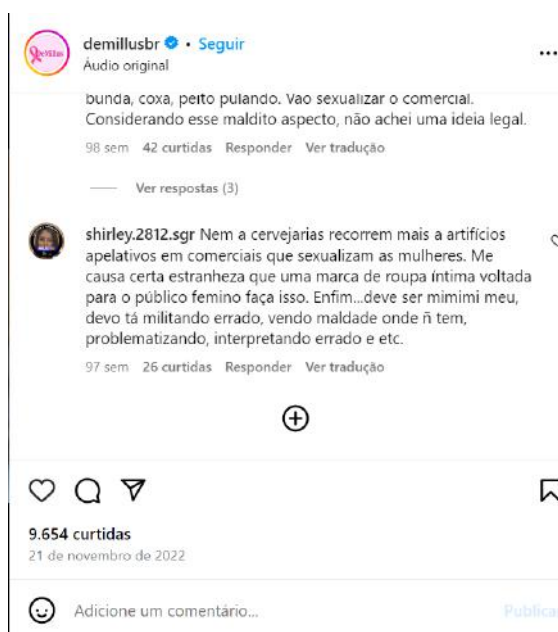 demillusbr • Seguir
Áudio original
bunda, coxa, peito pulando. Vão sexualizar o comercial.
Considerando esse maldito aspecto, não achei uma ideia legal.
98 sem 42 curtidas Responder Ver tradução
Ver respostas (3)
shirley.2812.sgr Nem a cervejarias recorrem mais a artifícios
apelativos em comerciais que sexualizam as mulheres. Me
causa certa estranheza que uma marca de roupa íntima voltada
para o público femino faça isso. Enfim...deve ser mimimi meu,
devo tá militando errado, vendo maldade onde ñ tem,
problematizando, interpretando errado e etc.
97 sem 26 curtidas Responder Ver tradução
9.654 curtidas
21 de novembro de 2022
Adicione um comentário...